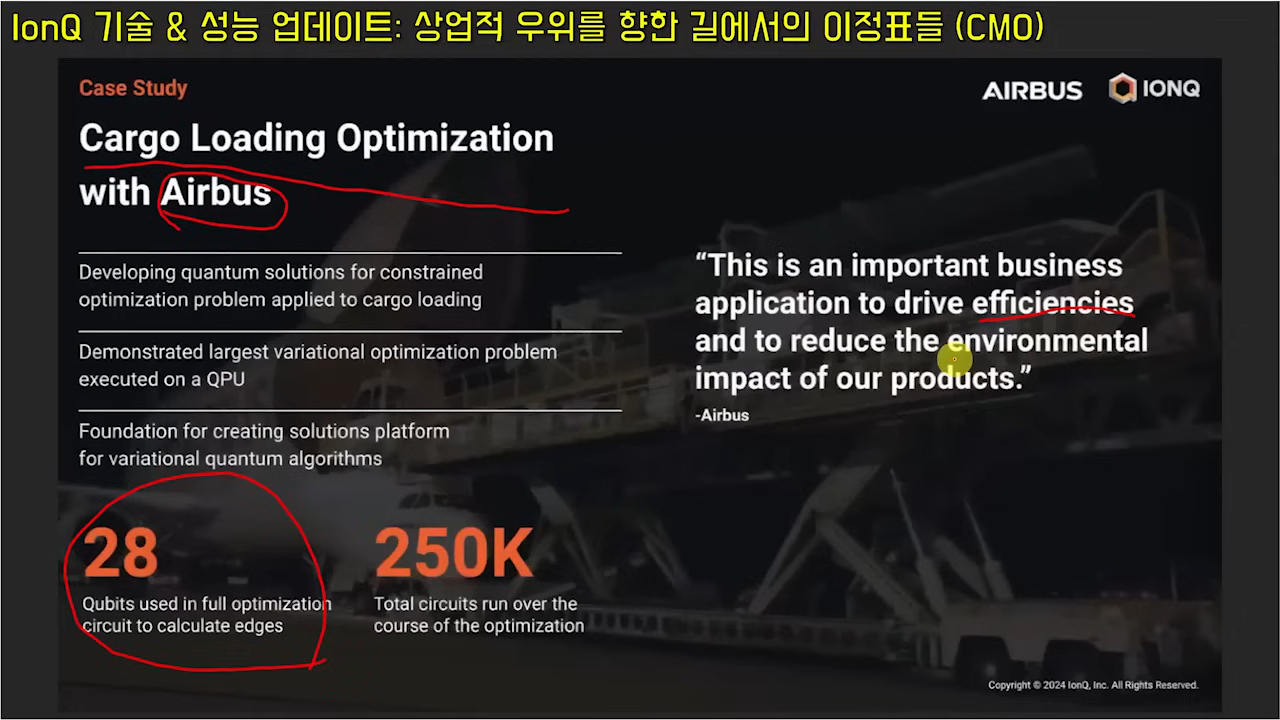 IonQ 기술 & 성능 업데이트: 상업적 우위를 향한 길에서의 이정표들 (CMO)
Case Study
AIRBUS IONQ
Cargo Loading Optimization
with Airbus
Developing quantum solutions for constrained
optimization problem applied to cargo loading
Demonstrated largest variational optimization problem
executed on a QPU
Foundation for creating solutions platform
for variational quantum algorithms
28
Qubits used in full optimization
circuit to calculate edges
250K
Total circuits run over the
course of the optimization
“This is an important business
application to drive efficiencies
and to reduce the environmental
impact of our products.”
-Airbus
Copyright © 2024 IonQ, Inc. All Rights Reserved.